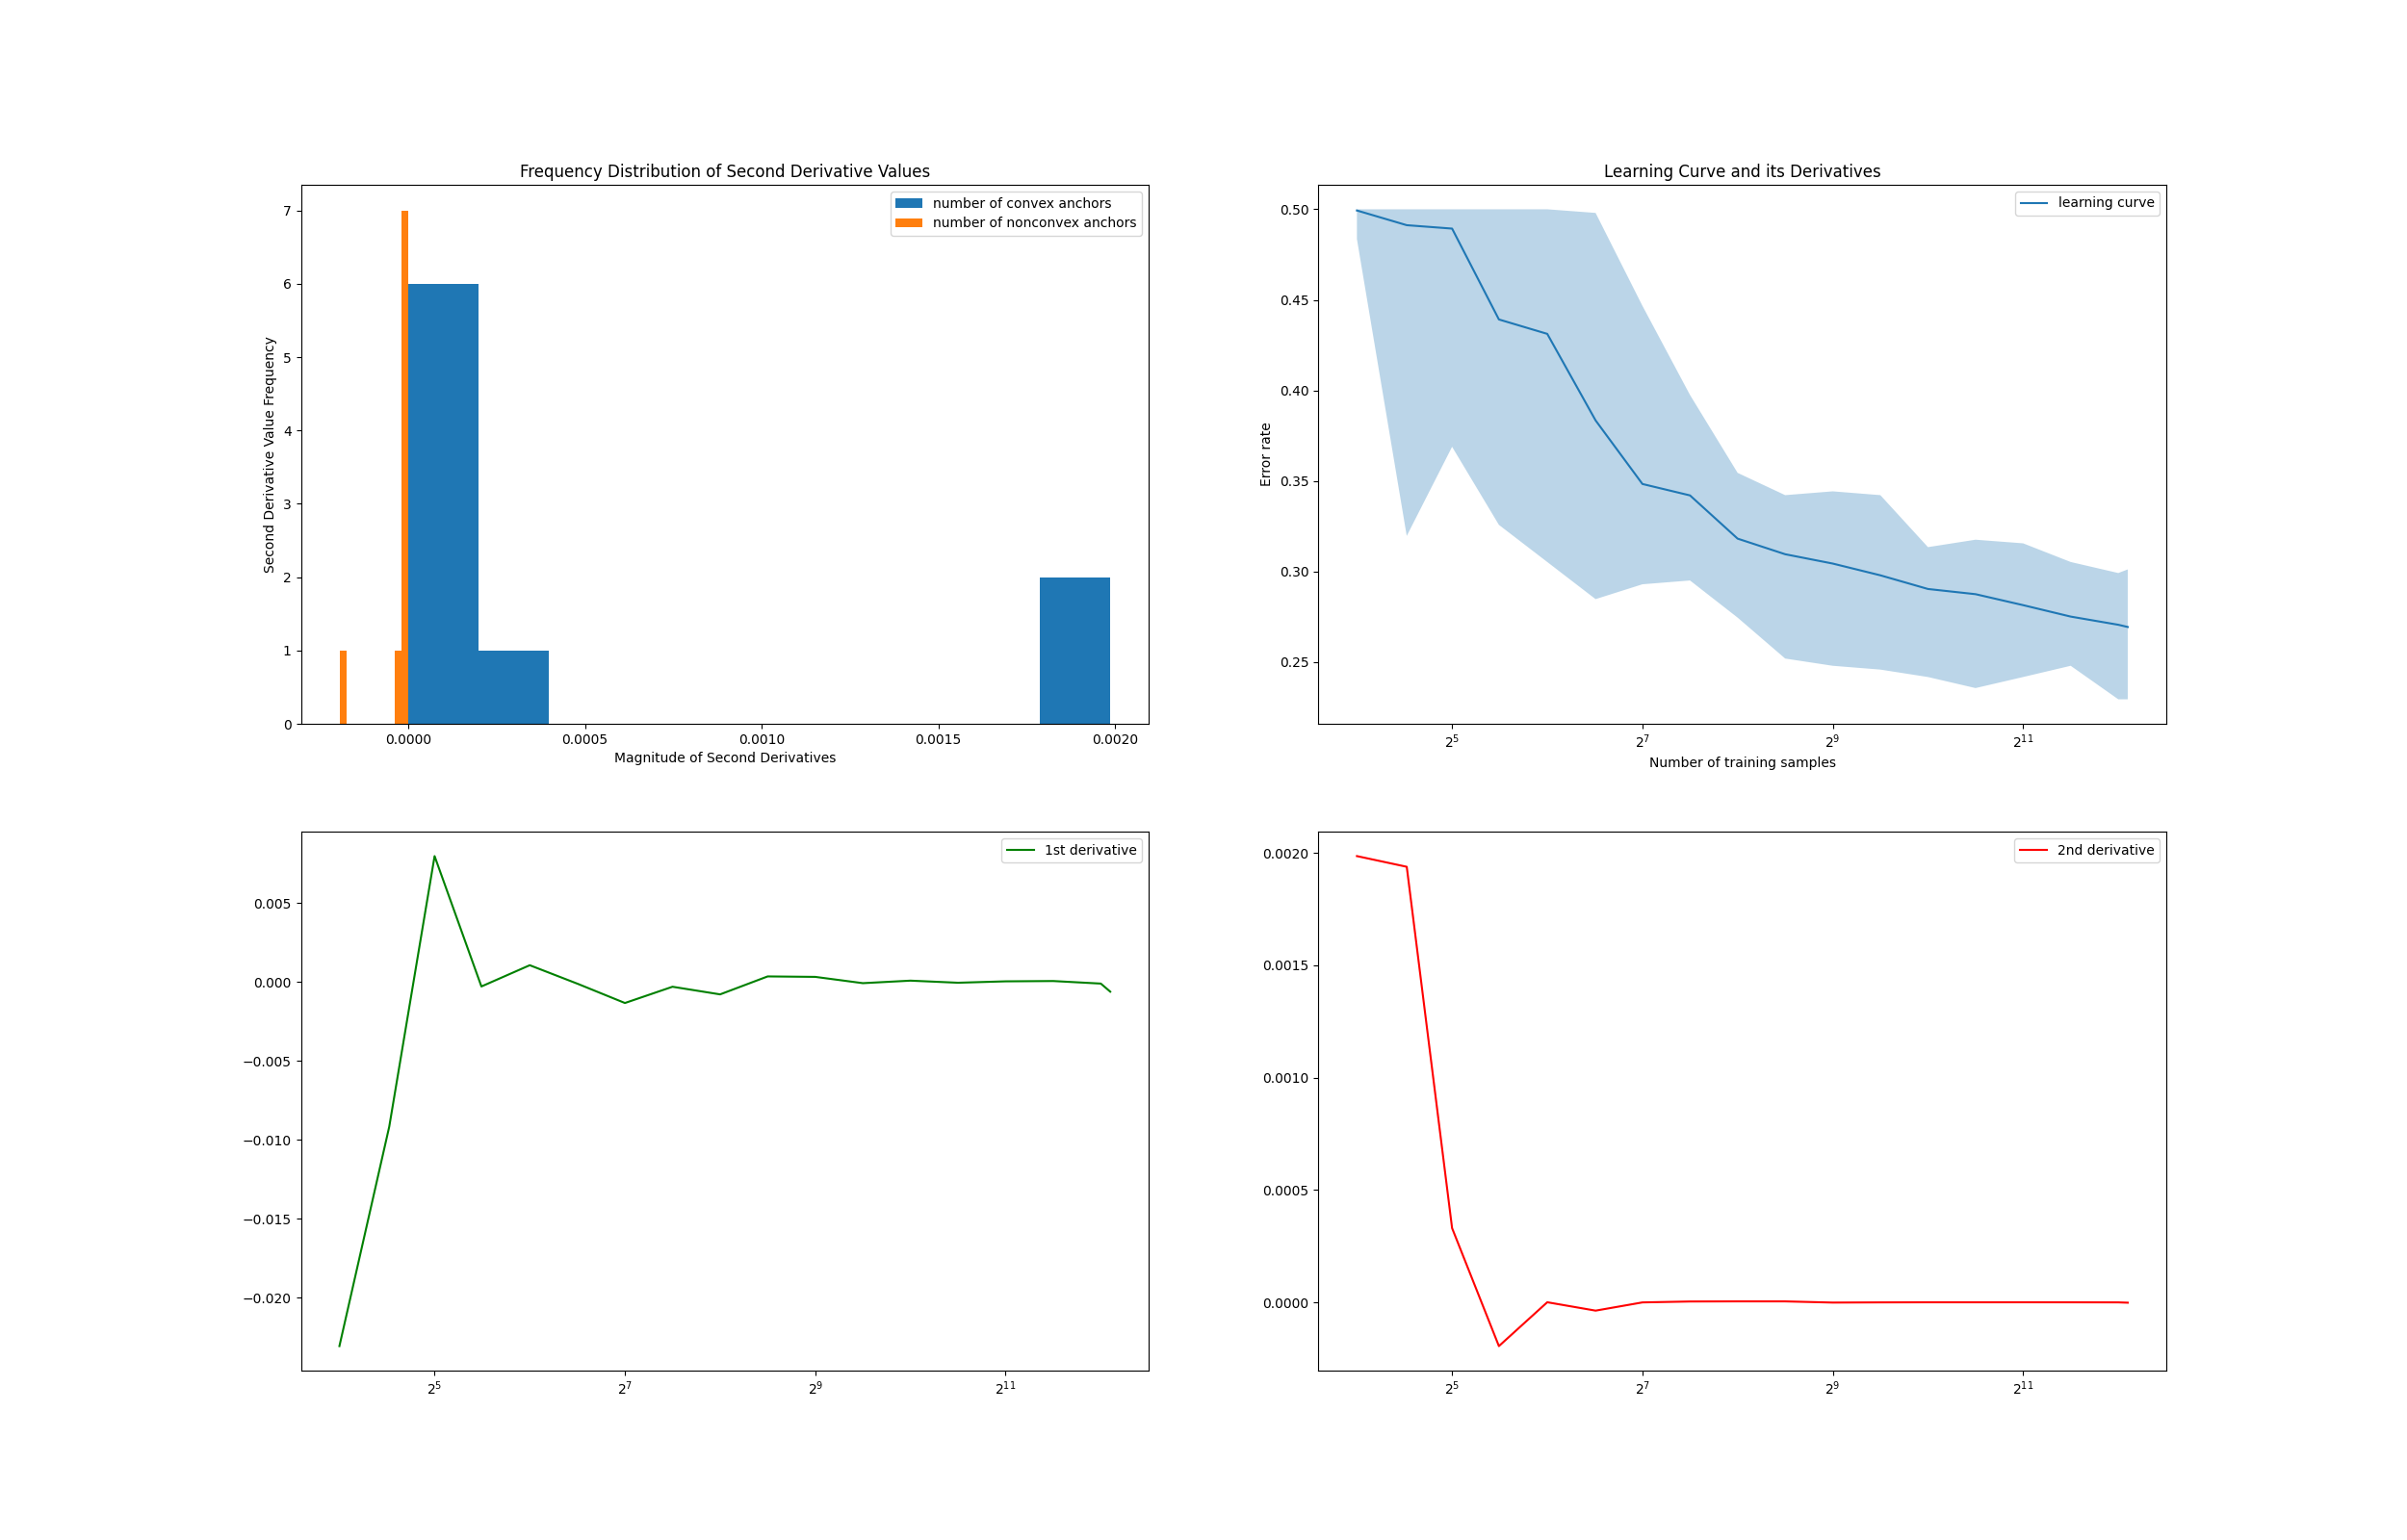 Frequency Distribution of Second Derivative Values
number of convex anchors
number of nonconvex anchors
Second Derivative Value Frequency
7
6
5
4
3
2
1
0
0.0000 0.0005 0.0010 0.0015 0.0020
Magnitude of Second Derivatives
Learning Curve and its Derivatives
learning curve
Error rate
0.50
0.45
0.40
0.35
0.30
0.25
2^5 2^7 2^9 2^11
Number of training samples
1st derivative
0.005
0.000
−0.005
−0.010
−0.015
−0.020
2^5 2^7 2^9 2^11
2nd derivative
0.0020
0.0015
0.0010
0.0005
0.0000
2^5 2^7 2^9 2^11